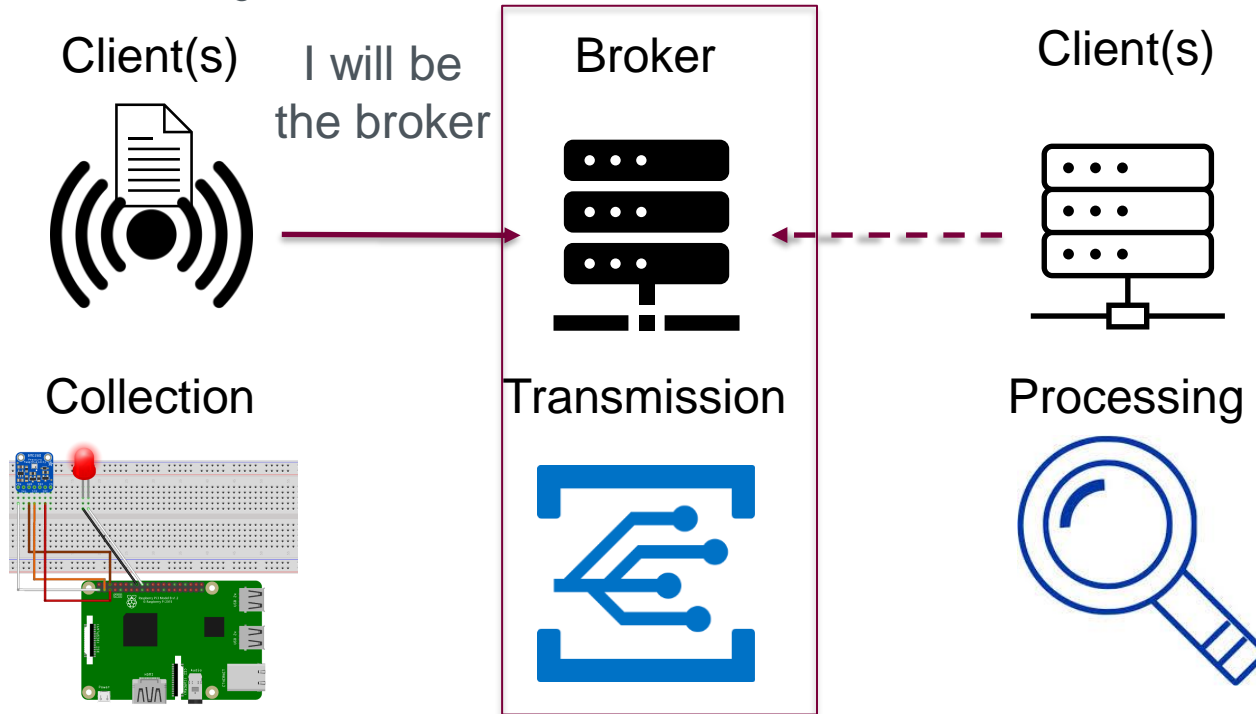 Client(s)
I will be
the broker
Broker
Client(s)
Collection
Transmission
Processing